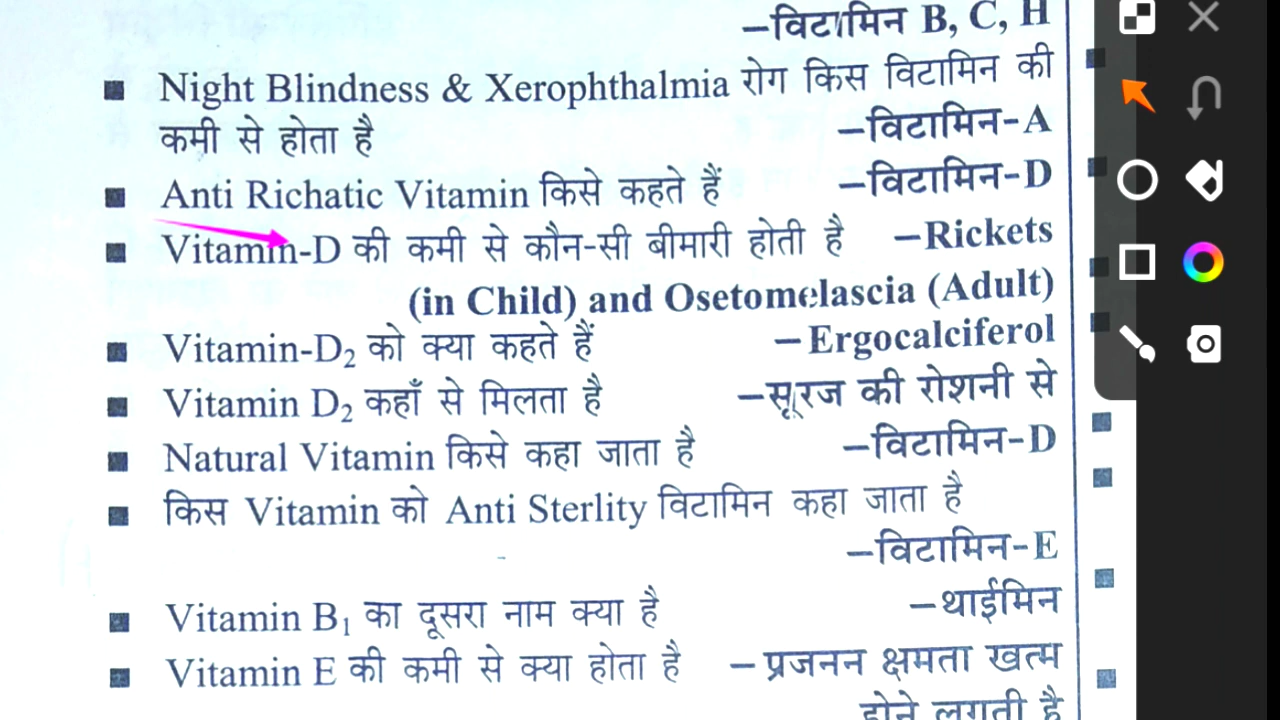 –विटामिन B, C, H
■ Night Blindness & Xerophthalmia रोग किस विटामिन की
कमी से होता है –विटामिन-A
■ Anti Richatic Vitamin किसे कहते हैं –विटामिन-D
■ Vitamin-D की कमी से कौन-सी बीमारी होती है –Rickets
(in Child) and Osetomelascia (Adult)
■ Vitamin-D₂ को क्या कहते हैं –Ergocalciferol
■ Vitamin D₂ कहाँ से मिलता है –सूरज की रोशनी से
■ Natural Vitamin किसे कहा जाता है –विटामिन-D
■ किस Vitamin को Anti Sterlity विटामिन कहा जाता है
–विटामिन-E
■ Vitamin B₁ का दूसरा नाम क्या है –थाईमिन
■ Vitamin E की कमी से क्या होता है –प्रजनन क्षमता खत्म
होने लगती है